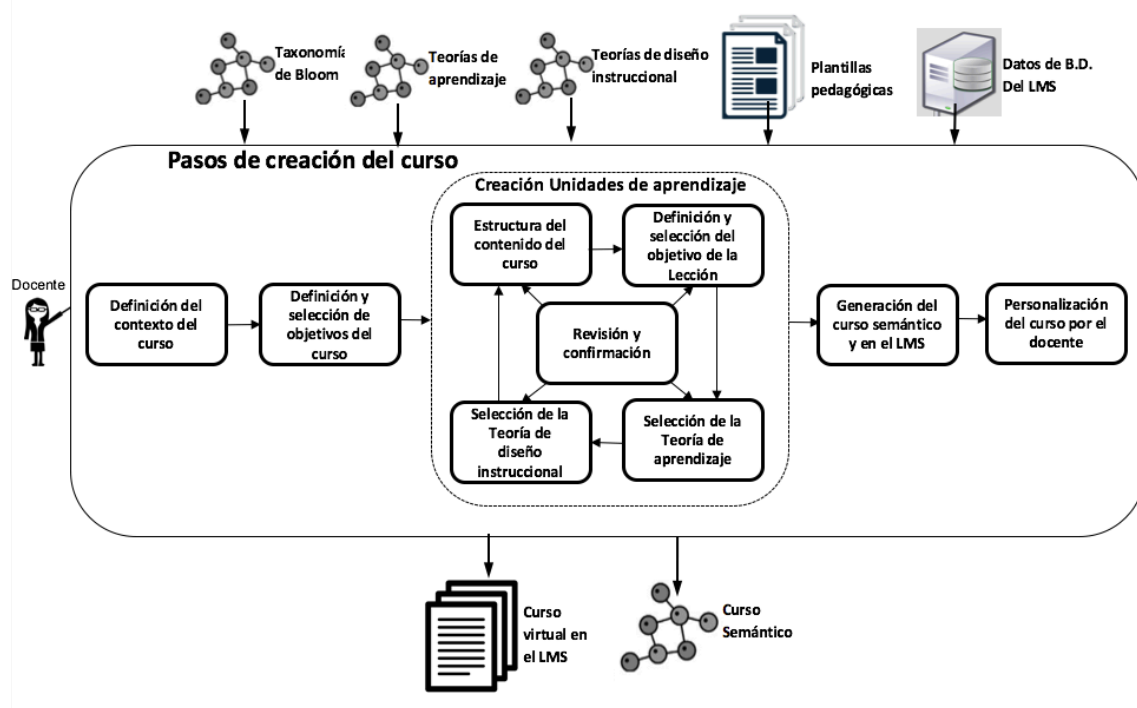 Taxonomía
de Bloom
Teorías de
aprendizaje
Teorías de diseño
instruccional
Plantillas
pedagógicas
Datos de B.D.
Del LMS
Pasos de creación del curso
Creación Unidades de aprendizaje
Docente
Definición del
contexto del
curso
Definición y
selección de
objetivos del
curso
Estructura del
contenido del
curso
Definición y
selección del
objetivo de la
Lección
Revisión y
confirmación
Selección de la
Teoría de
diseño
instruccional
Selección de la
Teoría de
aprendizaje
Generación del
curso semántico
y en el LMS
Personalización
del curso por el
docente
Curso
virtual en
el LMS
Curso
Semántico